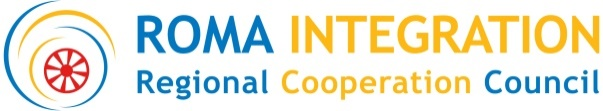 ROMA INTEGRATION
Regional Cooperation Council